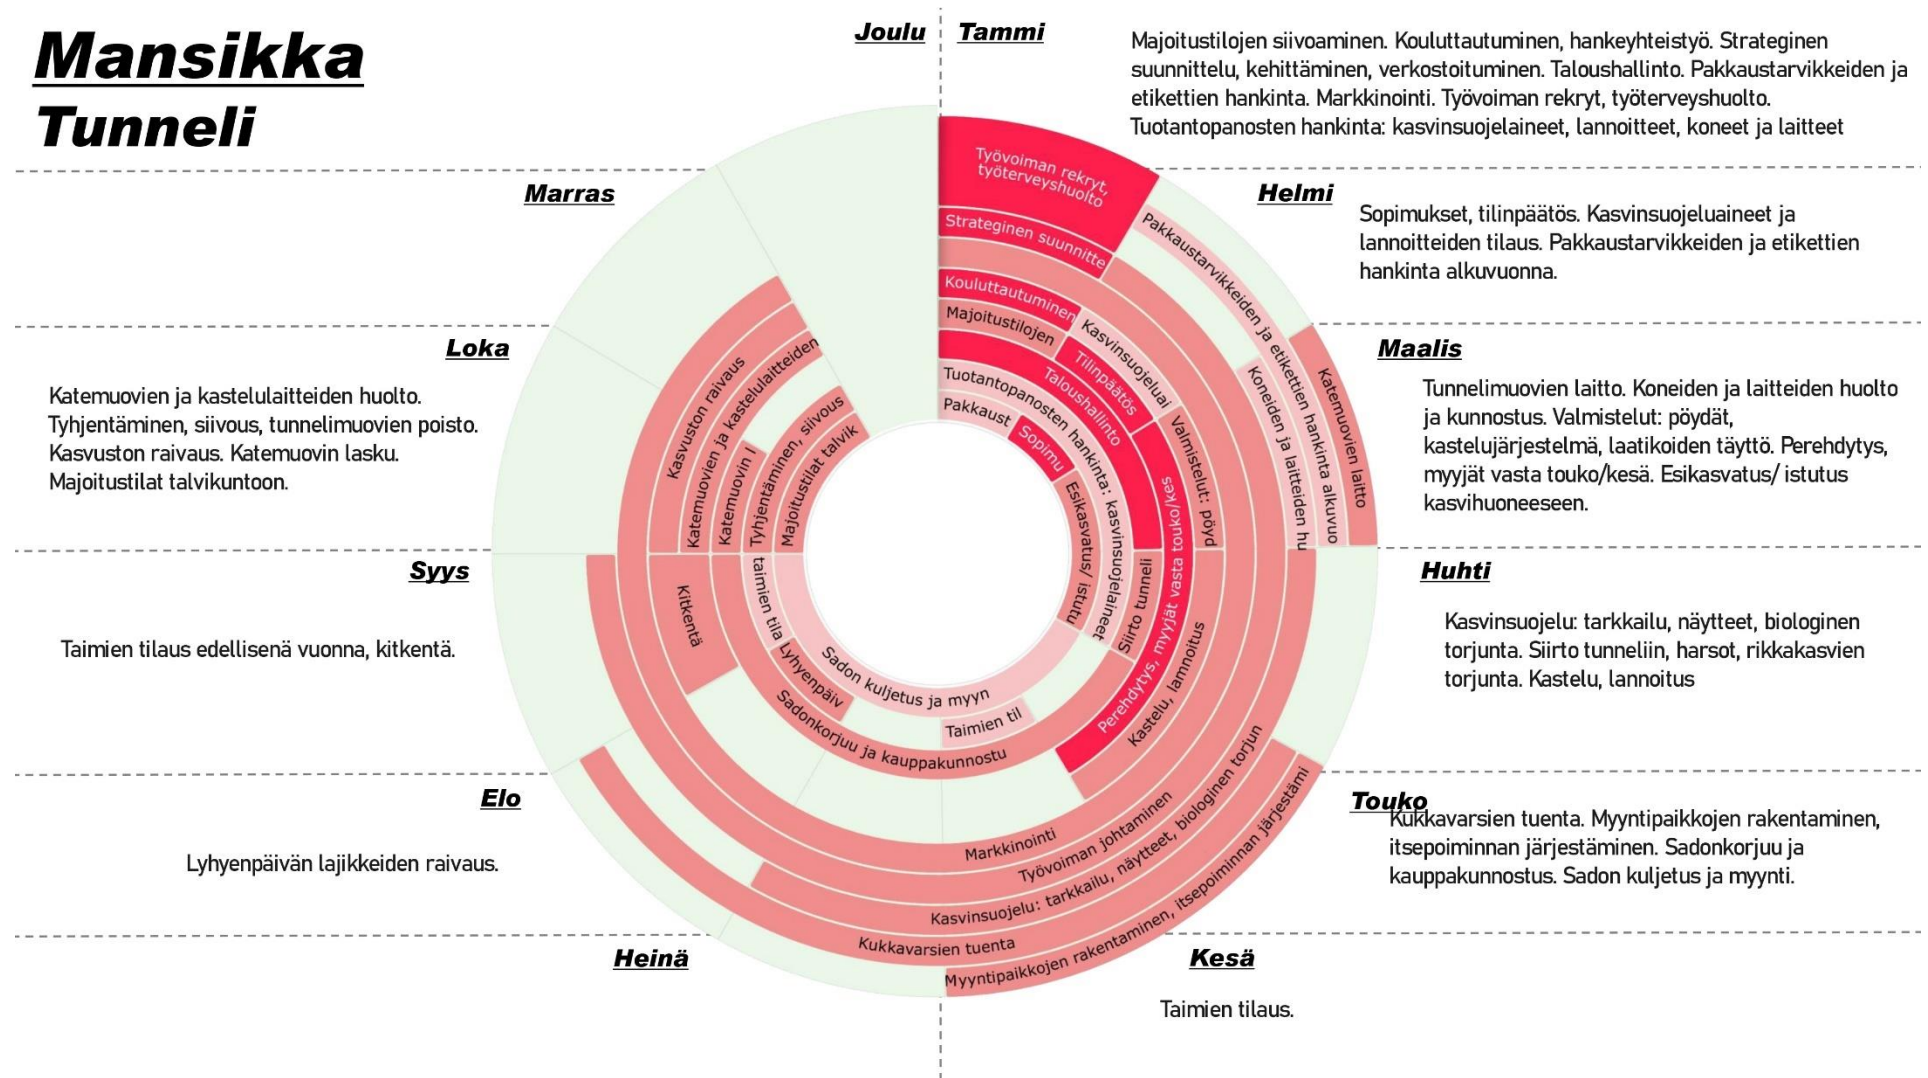 Mansikka
Tunneli
Joulu
Tammi
Majoitustilojen siivoaminen. Kouluttautuminen, hankeyhteistyö. Strateginen
suunnittelu, kehittäminen, verkostoituminen. Taloushallinto. Pakkaustarvikkeiden ja
etikettien hankinta. Markkinointi. Työvoiman rekryt, työterveyshuolto.
Tuotantopanosten hankinta: kasvinsuojelaineet, lannoitteet, koneet ja laitteet
Helmi
Sopimukset, tilinpäätös. Kasvinsuojeluaineet ja
lannoitteiden tilaus. Pakkaustarvikkeiden ja etikettien
hankinta alkuvuonna.
Maalis
Tunnelimuovien laitto. Koneiden ja laitteiden huolto
ja kunnostus. Valmistelut: pöydät,
kastelujärjestelmä, laatikoiden täyttö. Perehdytys,
myyjät vasta touko/kesä. Esikasvatus/ istutus
kasvihuoneeseen.
Huhti
Kasvinsuojelu: tarkkailu, näytteet, biologinen
torjunta. Siirto tunneliin, harsot, rikkakasvien
torjunta. Kastelu, lannoitus
Touko
Kukkavarsien tuenta. Myyntipaikkojen rakentaminen,
itsepoiminnan järjestäminen. Sadonkorjuu ja
kauppakunnostus. Sadon kuljetus ja myynti.
Kesä
Taimien tilaus.
Heinä
Elo
Lyhyenpäivän lajikkeiden raivaus.
Syys
Taimien tilaus edellisenä vuonna, kitkentä.
Loka
Katemuovien ja kastelulaitteiden huolto.
Tyhjentäminen, siivous, tunnelimuovien poisto.
Kasvuston raivaus. Katemuovin lasku.
Majoitustilat talvikuntoon.
Marras
Työvoiman rekryt,
työterveyshuolto
Strateginen suunnitte
Kouluttautuminen
Majoitustilojen
Taloushallinto
Tuotantopanosten hankinta: kasvinsuojelaineet
Pakkaust
Sopimu
Tilinpäätös
Kasvinsuojeluai
Pakkaustarvikkeiden ja etikettien hankinta alkuvuo
Katemuovien laitto
Koneiden ja laitteiden hu
Valmistelut: pöyd
Perehdytys, myyjät vasta touko/kes
Esikasvatus/ istutu
Siirto tunneli
Kastelu, lannoitus
Markkinointi
Työvoiman johtaminen
Kasvinsuojelu: tarkkailu, näytteet, biologinen torjun
Kukkavarsien tuenta
Myyntipaikkojen rakentaminen, itsepoiminnan järjestämi
Sadonkorjuu ja kauppakunnostu
Sadon kuljetus ja myyn
Taimien til
Lyhyenpäiv
taimien tila
Kitkentä
Kasvuston raivaus
Katemuovien ja kastelulaitteiden
Katemuovin l
Tyhjentäminen, siivous
Majoitustilat talvik